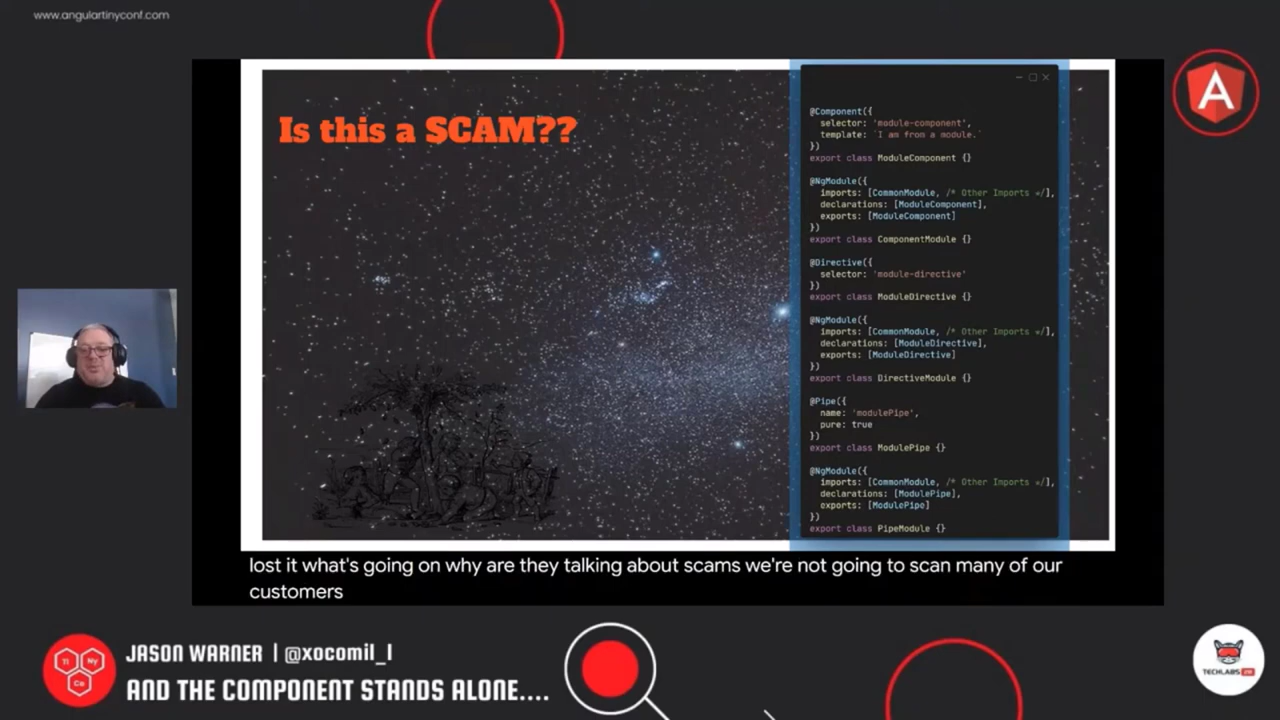 www.angulartinyconf.com
Is this a SCAM??
@Component({
selector: 'module-component',
template: `I am from a module.`
})
export class ModuleComponent {}
@NgModule({
imports: [CommonModule, /* Other Imports */],
declarations: [ModuleComponent],
exports: [ModuleComponent]
})
export class ComponentModule {}
@Directive({
selector: 'module-directive'
})
export class ModuleDirective {}
@NgModule({
imports: [CommonModule, /* Other Imports */],
declarations: [ModuleDirective],
exports: [ModuleDirective]
})
export class DirectiveModule {}
@Pipe({
name: 'modulePipe',
pure: true
})
export class ModulePipe {}
@NgModule({
imports: [CommonModule, /* Other Imports */],
declarations: [ModulePipe],
exports: [ModulePipe]
})
export class PipeModule {}
lost it what's going on why are they talking about scams we're not going to scan many of our
customers
Ti Ny
Co
JASON WARNER | @xocomil_1
AND THE COMPONENT STANDS ALONE....
A
TECHLABS